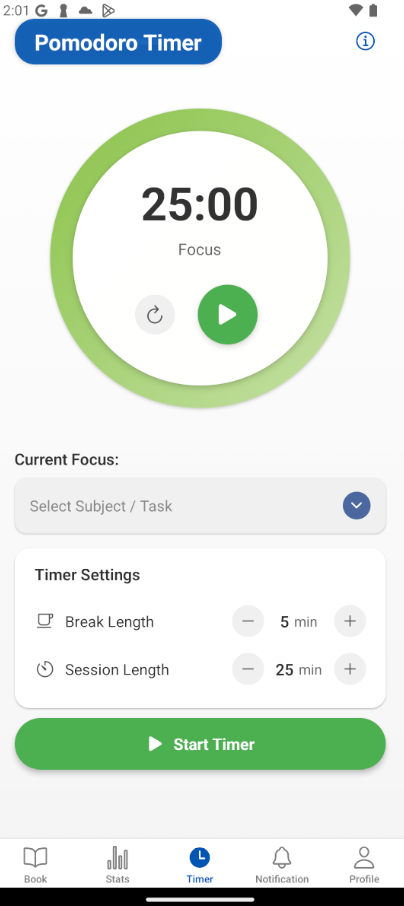 2:01
Pomodoro Timer
25:00
Focus
Current Focus:
Select Subject / Task
Timer Settings
Break Length 5 min
Session Length 25 min
Start Timer
Book Stats Timer Notification Profile